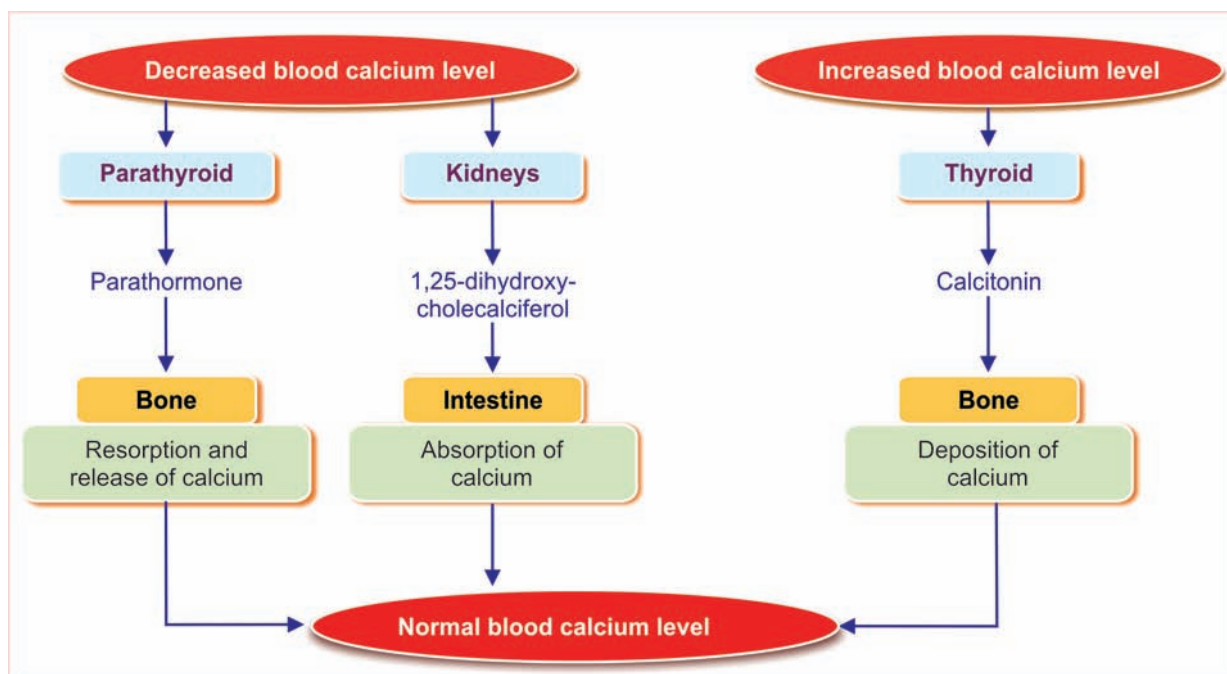 Decreased blood calcium level
Increased blood calcium level
Parathyroid
Kidneys
Thyroid
Parathormone
1,25-dihydroxy-
cholecalciferol
Calcitonin
Bone
Intestine
Bone
Resorption and
release of calcium
Absorption of
calcium
Deposition of
calcium
Normal blood calcium level